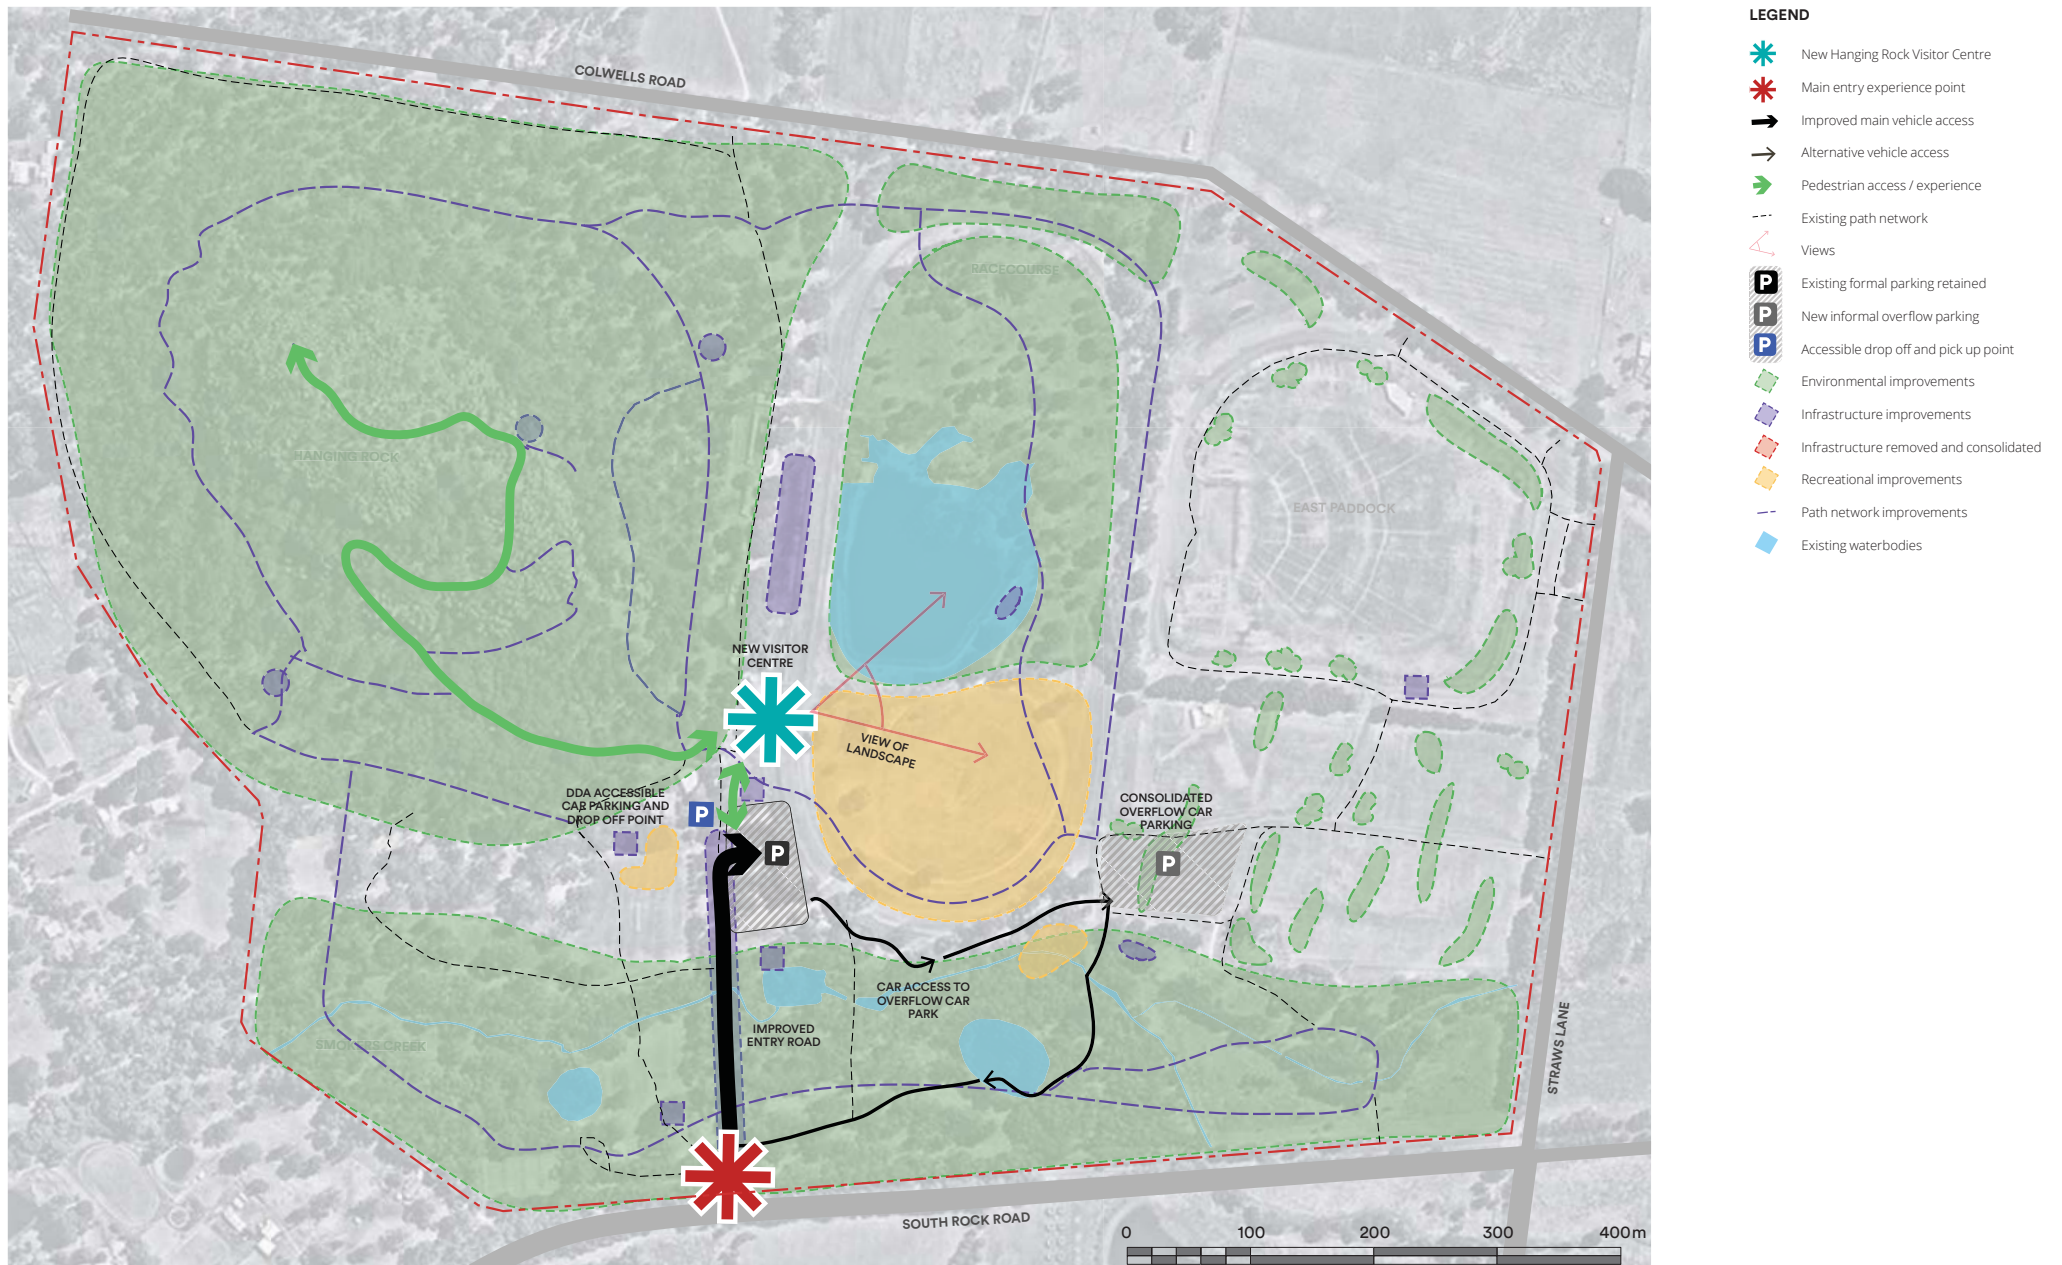 COLWELLS ROAD
RACECOURSE
HANGING ROCK
EAST PADDOCK
NEW VISITOR
CENTRE
VIEW OF
LANDSCAPE
DDA ACCESSIBLE
CAR PARKING AND
DROP OFF POINT
P
P
CONSOLIDATED
OVERFLOW CAR
PARKING
P
CAR ACCESS TO
OVERFLOW CAR
PARK
IMPROVED
ENTRY ROAD
SMOKERS CREEK
STRAWS LANE
SOUTH ROCK ROAD
0 100 200 300 400m
LEGEND
New Hanging Rock Visitor Centre
Main entry experience point
Improved main vehicle access
Alternative vehicle access
Pedestrian access / experience
Existing path network
Views
P Existing formal parking retained
P New informal overflow parking
P Accessible drop off and pick up point
Environmental improvements
Infrastructure improvements
Infrastructure removed and consolidated
Recreational improvements
Path network improvements
Existing waterbodies